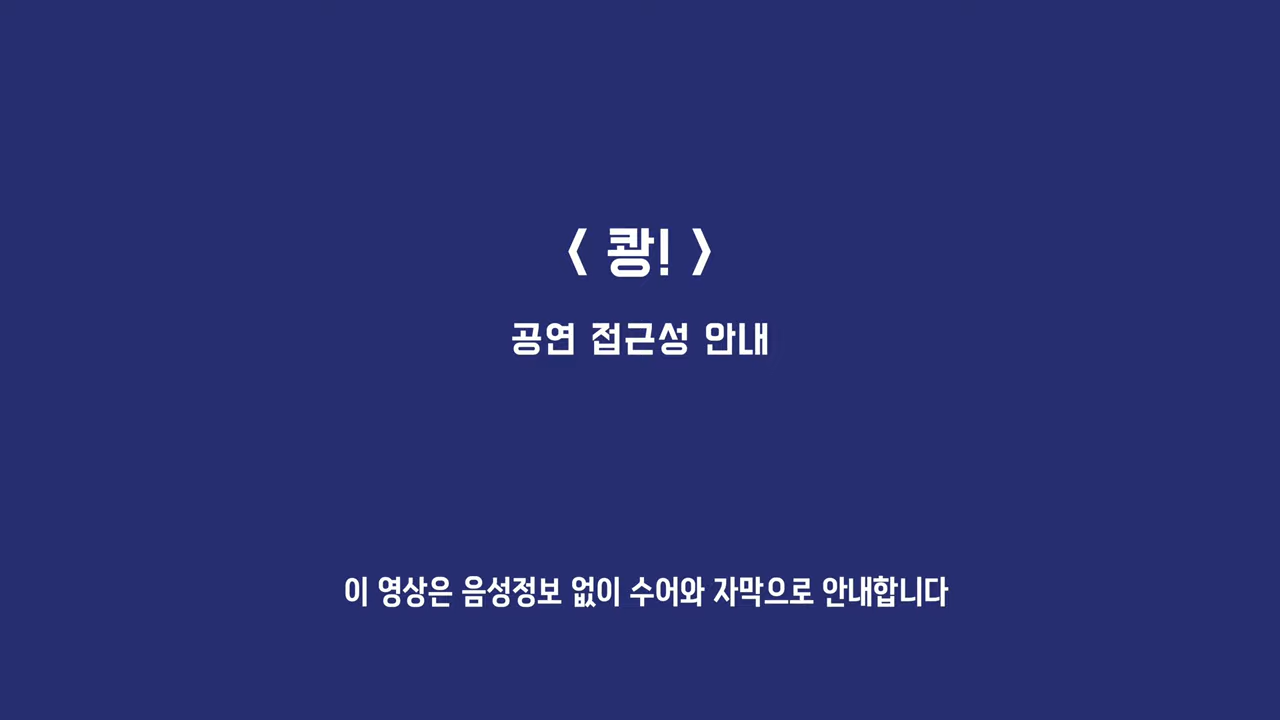 〈 쾅! 〉
공연 접근성 안내
이 영상은 음성정보 없이 수어와 자막으로 안내합니다